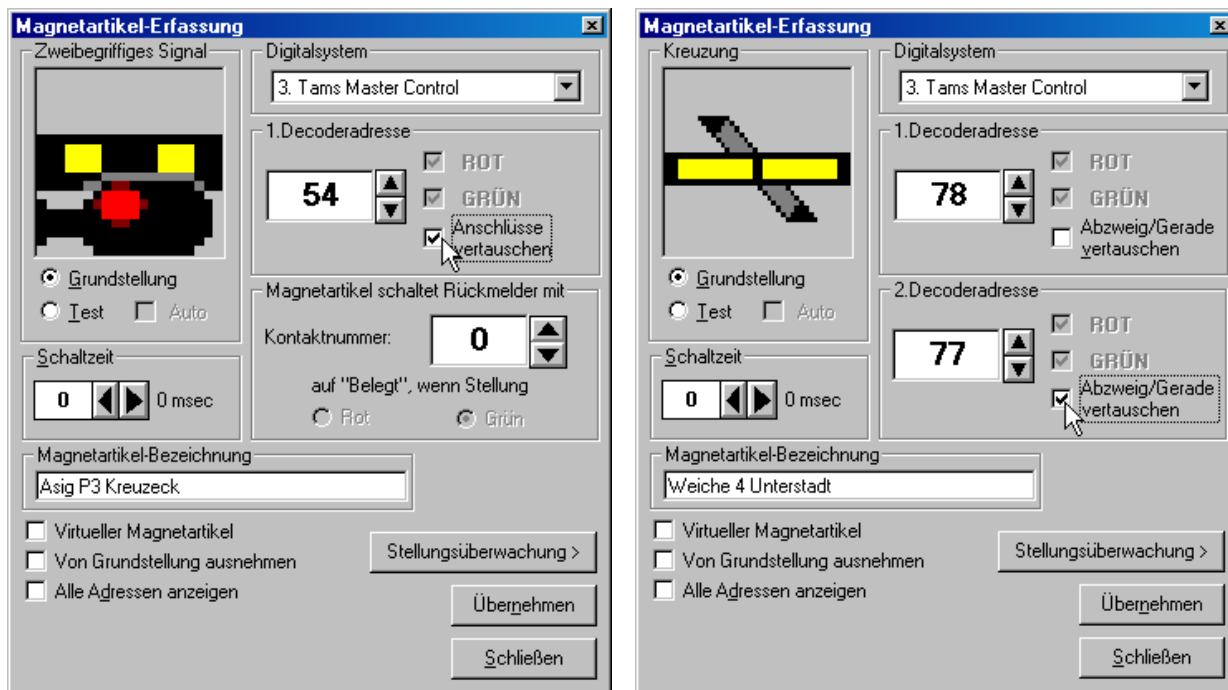 Magnetartikel-Erfassung
Zweibegriffiges Signal
Grundstellung
Test Auto
Schaltzeit
0 0 msec
Digitalsystem
3. Tams Master Control
1.Decoderadresse
54
ROT
GRÜN
Anschlüsse
vertauschen
Magnetartikel schaltet Rückmelder mit
Kontaktnummer: 0
auf "Belegt", wenn Stellung
Rot Grün
Magnetartikel-Bezeichnung
Asig P3 Kreuzeck
Virtueller Magnetartikel
Von Grundstellung ausnehmen
Alle Adressen anzeigen
Stellungsüberwachung >
Übernehmen
Schließen
Magnetartikel-Erfassung
Kreuzung
Grundstellung
Test Auto
Schaltzeit
0 0 msec
Digitalsystem
3. Tams Master Control
1.Decoderadresse
78
ROT
GRÜN
Abzweig/Gerade
vertauschen
2.Decoderadresse
77
ROT
GRÜN
Abzweig/Gerade
vertauschen
Magnetartikel-Bezeichnung
Weiche 4 Unterstadt
Virtueller Magnetartikel
Von Grundstellung ausnehmen
Alle Adressen anzeigen
Stellungsüberwachung >
Übernehmen
Schließen